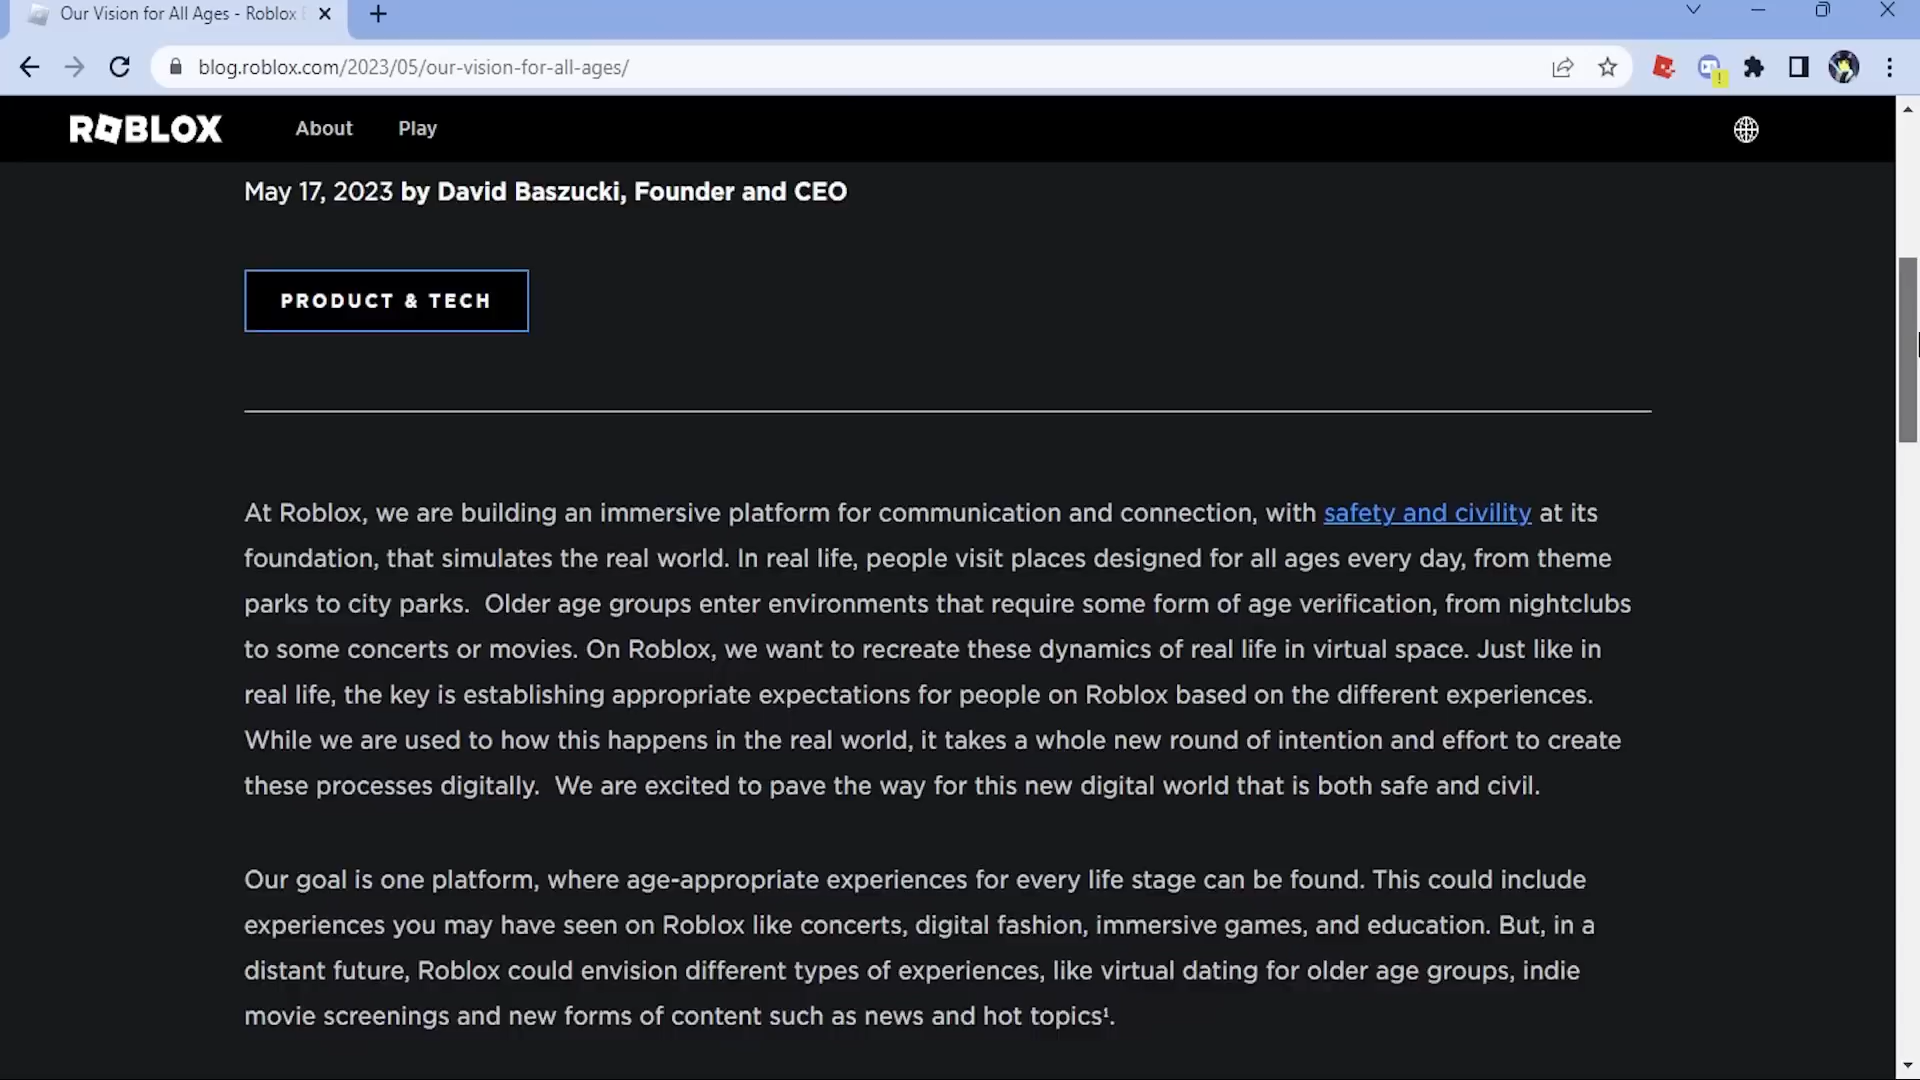 Our Vision for All Ages - Roblox
blog.roblox.com/2023/05/our-vision-for-all-ages/
ROBLOX About Play
May 17, 2023 by David Baszucki, Founder and CEO
PRODUCT & TECH
At Roblox, we are building an immersive platform for communication and connection, with safety and civility at its
foundation, that simulates the real world. In real life, people visit places designed for all ages every day, from theme
parks to city parks.  Older age groups enter environments that require some form of age verification, from nightclubs
to some concerts or movies. On Roblox, we want to recreate these dynamics of real life in virtual space. Just like in
real life, the key is establishing appropriate expectations for people on Roblox based on the different experiences.
While we are used to how this happens in the real world, it takes a whole new round of intention and effort to create
these processes digitally.  We are excited to pave the way for this new digital world that is both safe and civil.
Our goal is one platform, where age-appropriate experiences for every life stage can be found. This could include
experiences you may have seen on Roblox like concerts, digital fashion, immersive games, and education. But, in a
distant future, Roblox could envision different types of experiences, like virtual dating for older age groups, indie
movie screenings and new forms of content such as news and hot topics¹.